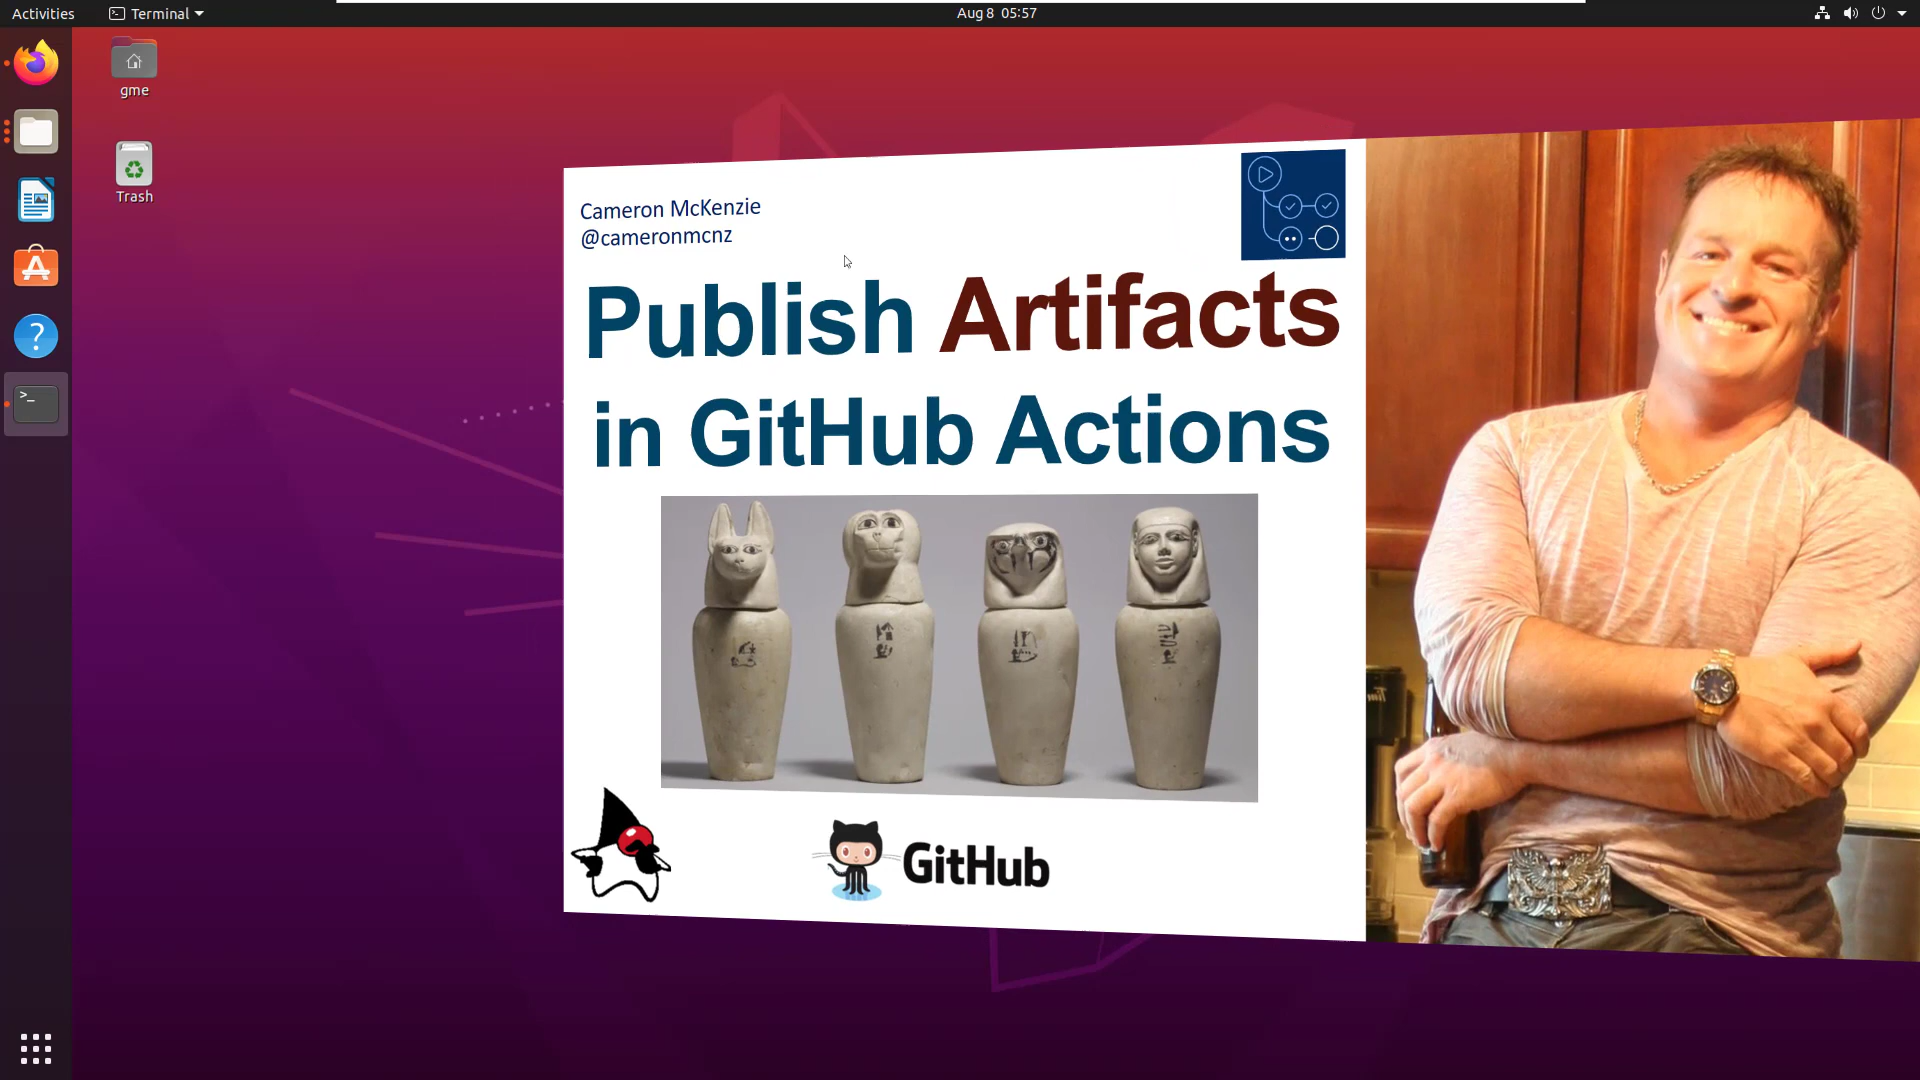 Activities
Terminal
Aug 8 05:57
gme
Trash
Cameron McKenzie
@cameronmcnz
Publish Artifacts
in GitHub Actions
GitHub